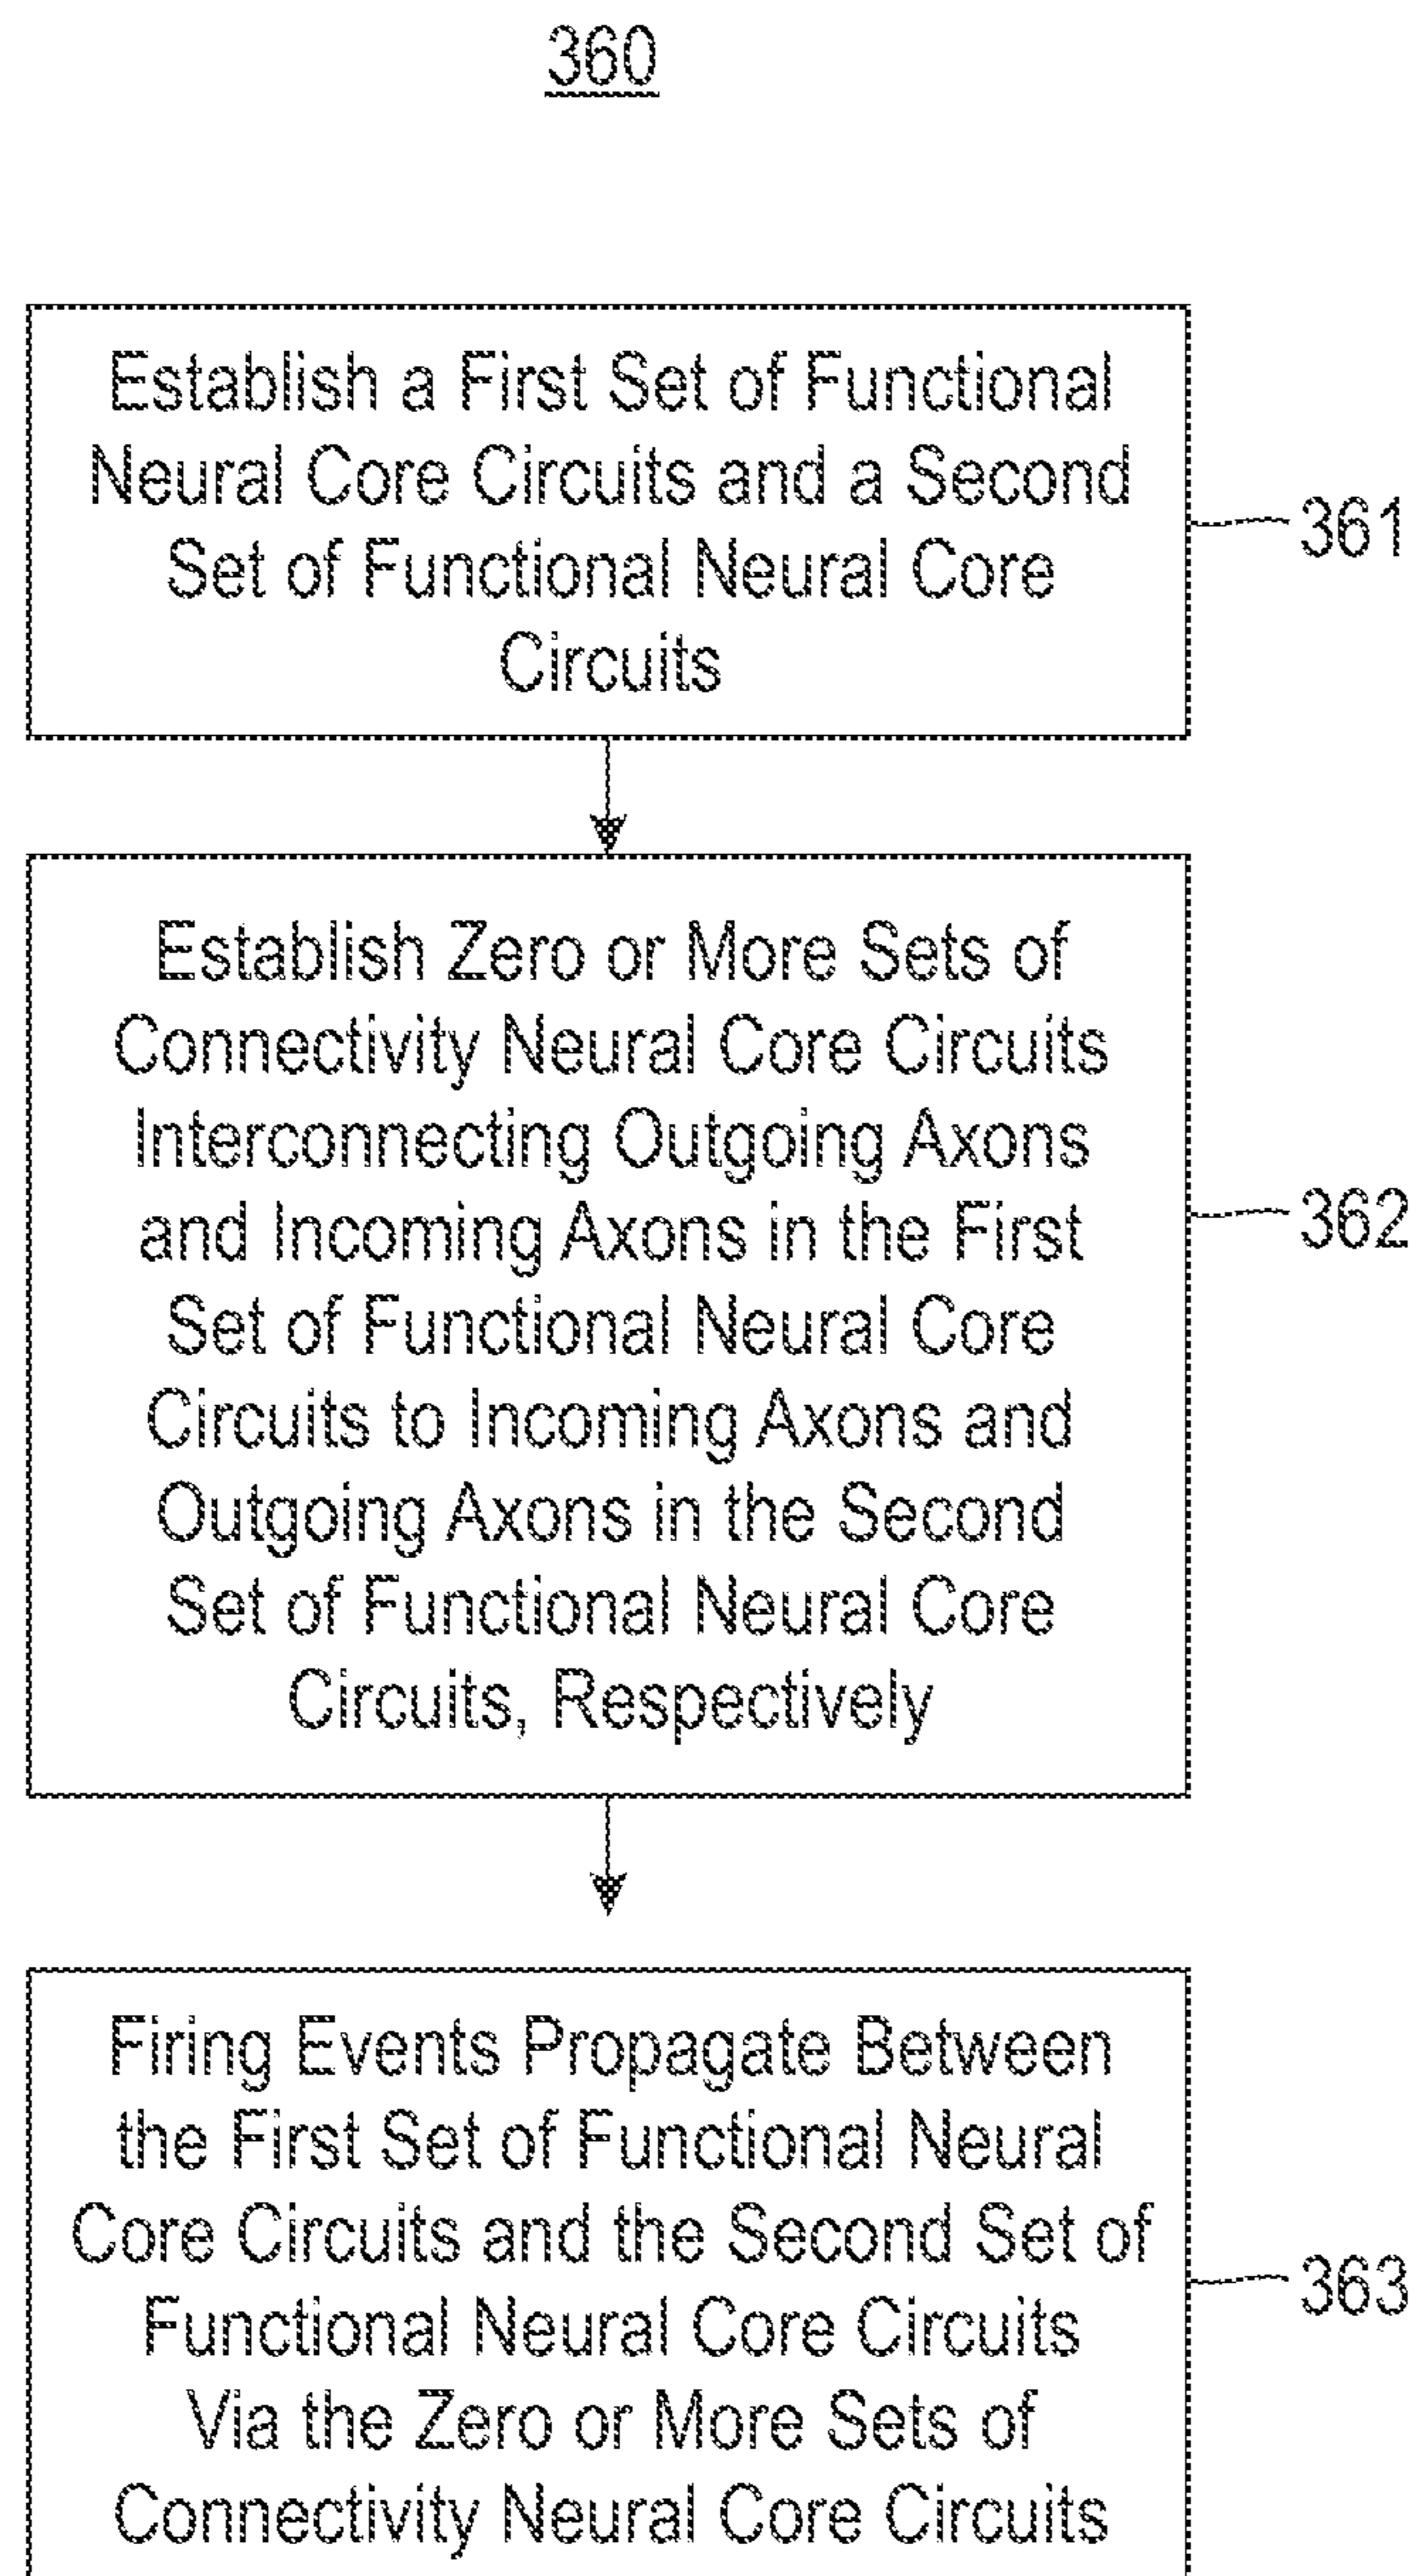 360
Establish a First Set of Functional
Neural Core Circuits and a Second
Set of Functional Neural Core
Circuits
361
Establish Zero or More Sets of
Connectivity Neural Core Circuits
Interconnecting Outgoing Axons
and Incoming Axons in the First
Set of Functional Neural Core
Circuits to Incoming Axons and
Outgoing Axons in the Second
Set of Functional Neural Core
Circuits, Respectively
362
Firing Events Propagate Between
the First Set of Functional Neural
Core Circuits and the Second Set of
Functional Neural Core Circuits
Via the Zero or More Sets of
Connectivity Neural Core Circuits
363